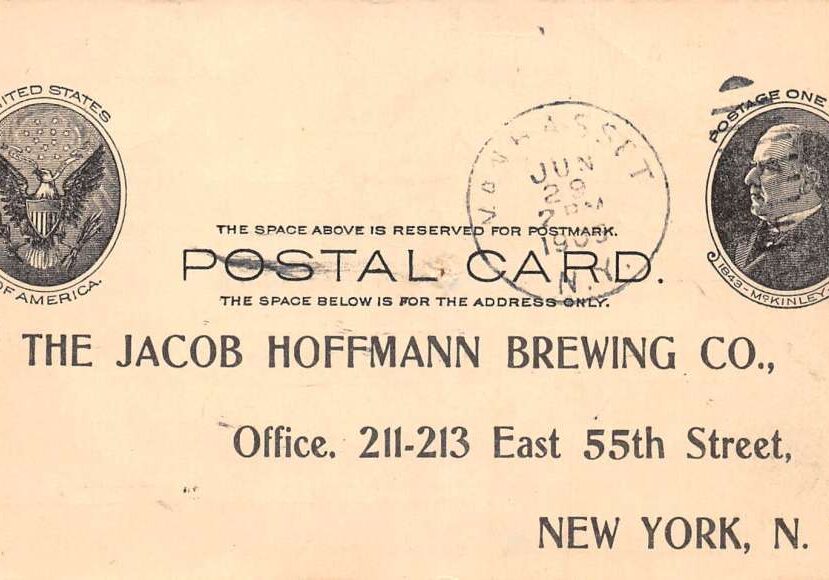 NITED STATES
OF AMERICA.
POSTAGE ONE
1843-McKINLEY
JUN
29
N.Y.
THE SPACE ABOVE IS RESERVED FOR POSTMARK.
POSTAL CARD.
THE SPACE BELOW IS FOR THE ADDRESS ONLY.
THE JACOB HOFFMANN BREWING CO.,
Office, 211-213 East 55th Street,
NEW YORK, N.